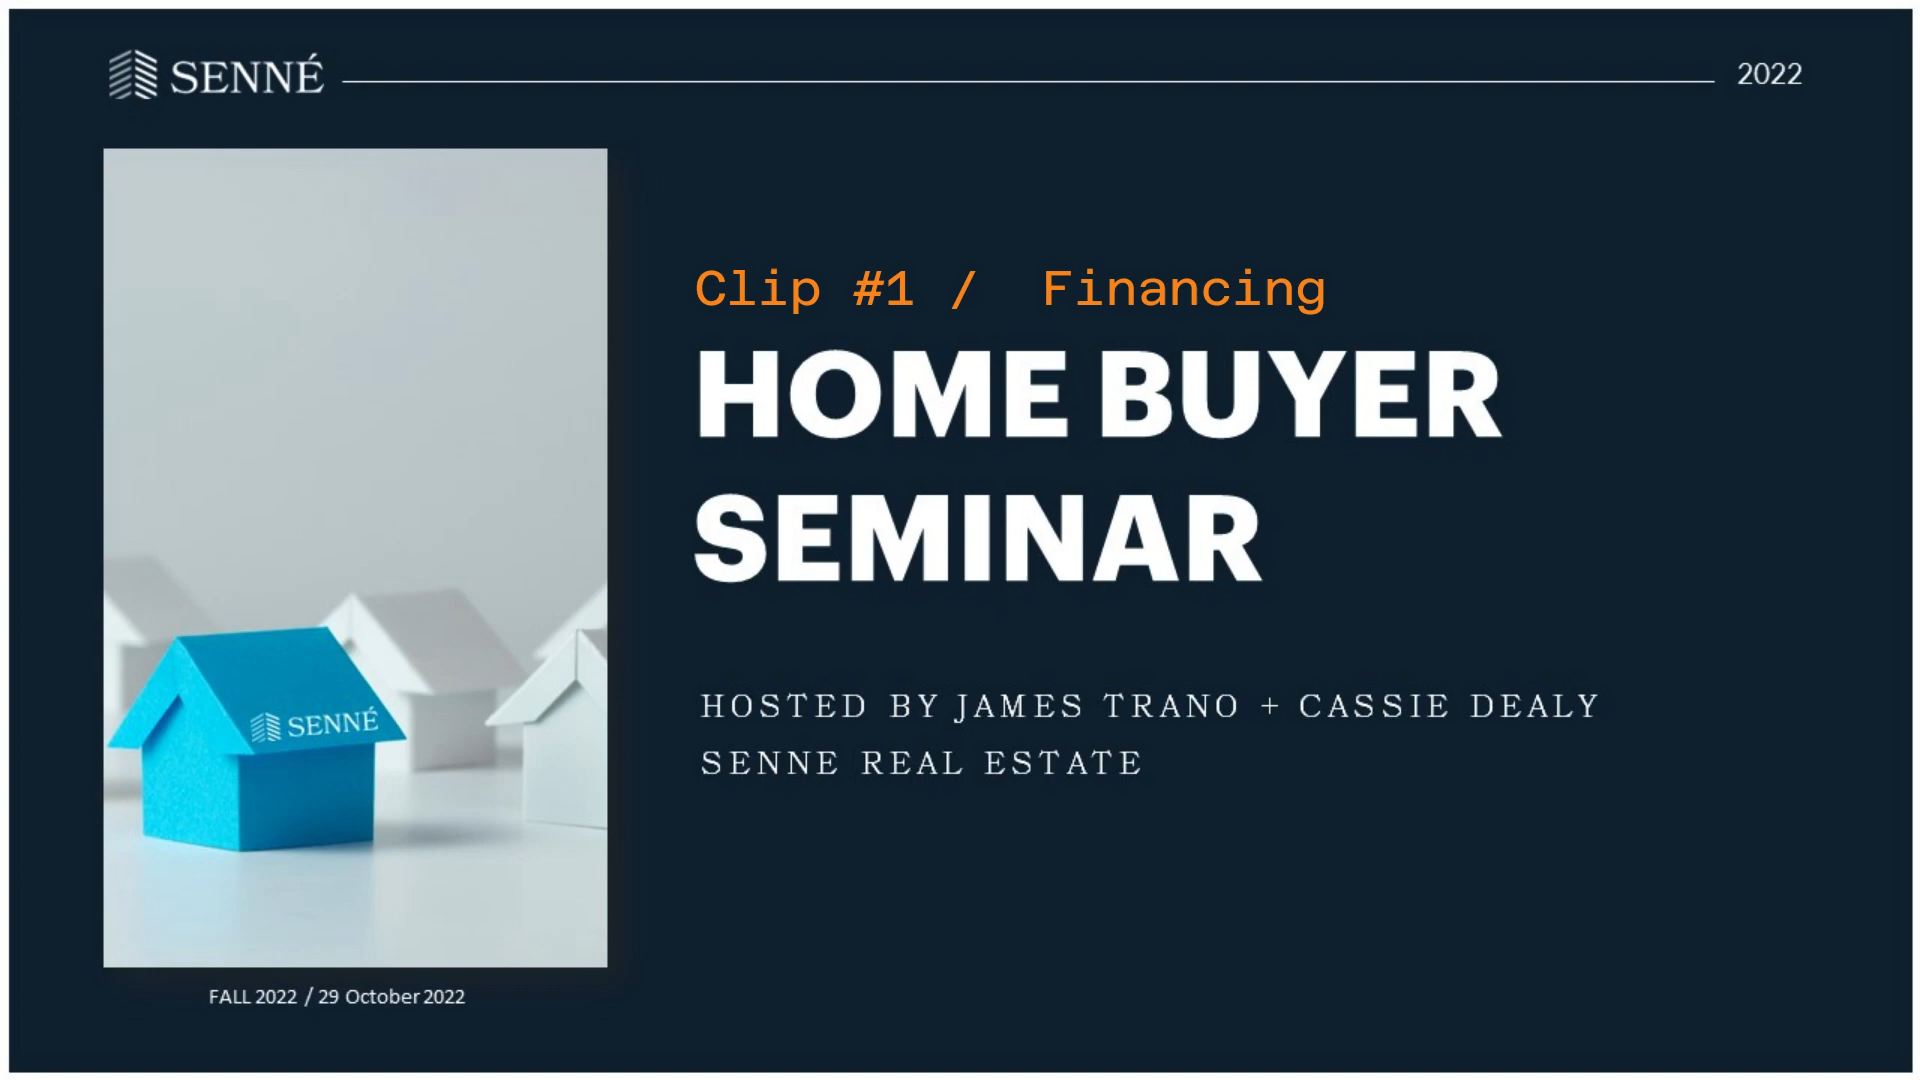 SENNÉ
2022
Clip #1 / Financing
HOME BUYER
SEMINAR
HOSTED BY JAMES TRANO + CASSIE DEALY
SENNE REAL ESTATE
SENNÉ
FALL 2022 / 29 October 2022